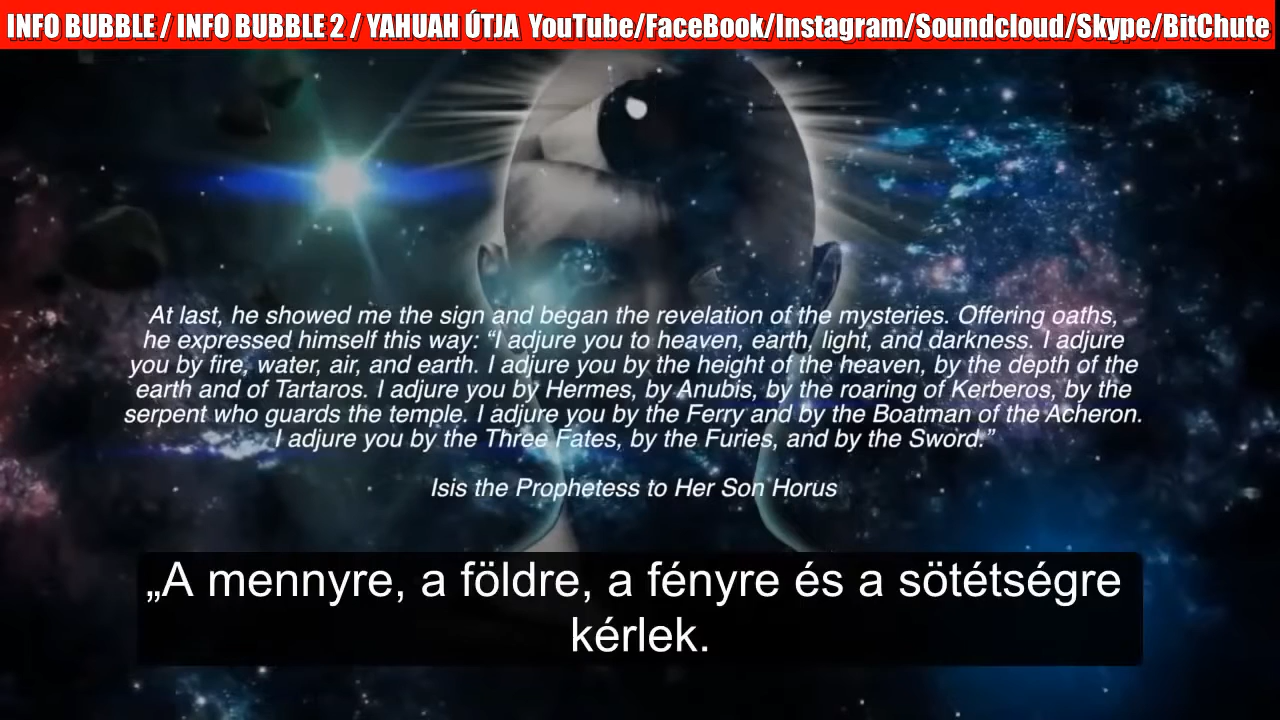 INFO BUBBLE / INFO BUBBLE 2 / YAHUAH ÚTJA YouTube/FaceBook/Instagram/Soundcloud/Skype/BitChute
At last, he showed me the sign and began the revelation of the mysteries. Offering oaths,
he expressed himself this way: “I adjure you to heaven, earth, light, and darkness. I adjure
you by fire, water, air, and earth. I adjure you by the height of the heaven, by the depth of the
earth and of Tartaros. I adjure you by Hermes, by Anubis, by the roaring of Kerberos, by the
serpent who guards the temple. I adjure you by the Ferry and by the Boatman of the Acheron.
I adjure you by the Three Fates, by the Furies, and by the Sword.”
Isis the Prophetess to Her Son Horus
„A mennyre, a földre, a fényre és a sötétségre
kérlek.